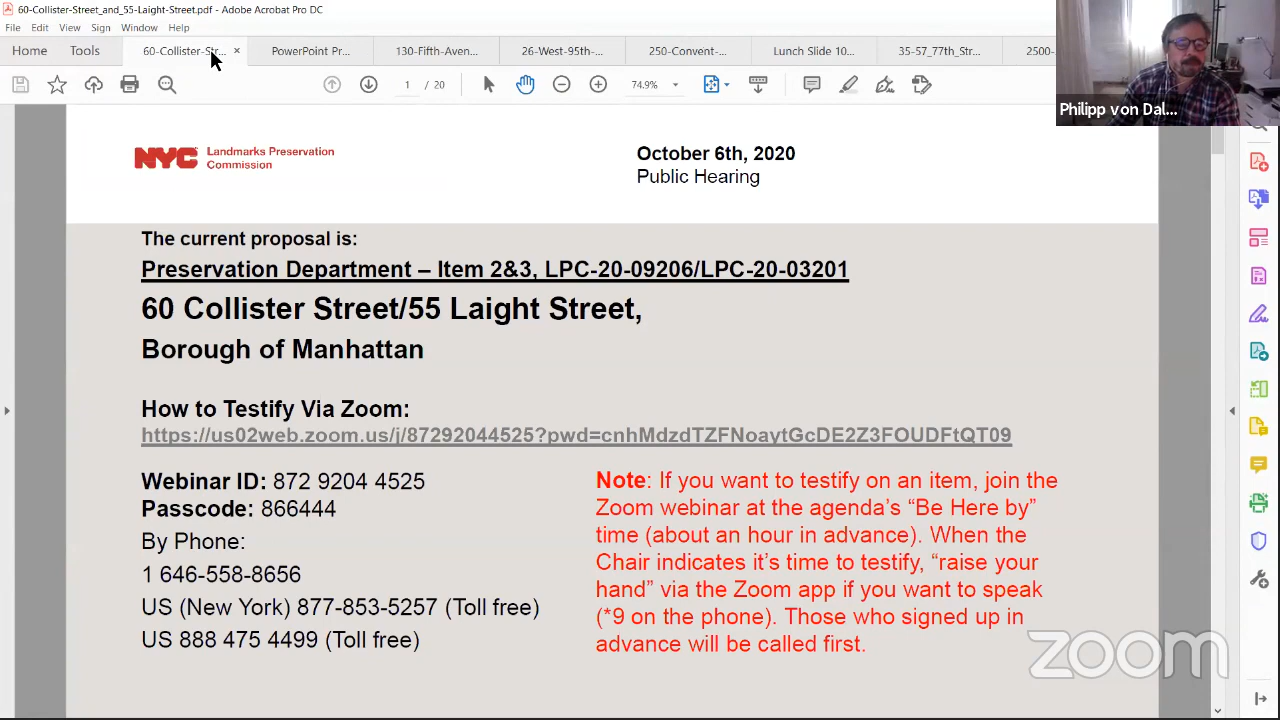 60-Collister-Street_and_55-Laight-Street.pdf - Adobe Acrobat Pro DC
File Edit View Sign Window Help
Home Tools 60-Collister-Str... × PowerPoint Pr... 130-Fifth-Aven... 26-West-95th-... 250-Convent-... Lunch Slide 10... 35-57_77th_Str... 2500-
1 / 20 74.9%
Philipp von Dal...
NYC Landmarks Preservation
Commission
October 6th, 2020
Public Hearing
The current proposal is:
Preservation Department – Item 2&3, LPC-20-09206/LPC-20-03201
60 Collister Street/55 Laight Street,
Borough of Manhattan
How to Testify Via Zoom:
https://us02web.zoom.us/j/87292044525?pwd=cnhMdzdTZFNoaytGcDE2Z3FOUDFtQT09
Webinar ID: 872 9204 4525
Passcode: 866444
By Phone:
1 646-558-8656
US (New York) 877-853-5257 (Toll free)
US 888 475 4499 (Toll free)
Note: If you want to testify on an item, join the
Zoom webinar at the agenda’s “Be Here by”
time (about an hour in advance). When the
Chair indicates it’s time to testify, “raise your
hand” via the Zoom app if you want to speak
(*9 on the phone). Those who signed up in
advance will be called first.
zoom